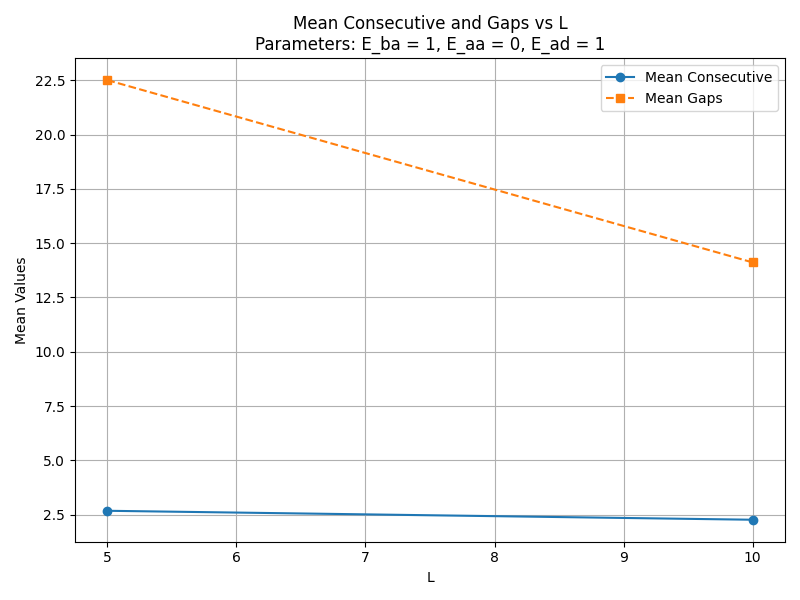 Mean Consecutive and Gaps vs L
Parameters: E_ba = 1, E_aa = 0, E_ad = 1
Mean Consecutive
Mean Gaps
Mean Values
22.5
20.0
17.5
15.0
12.5
10.0
7.5
5.0
2.5
5 6 7 8 9 10
L